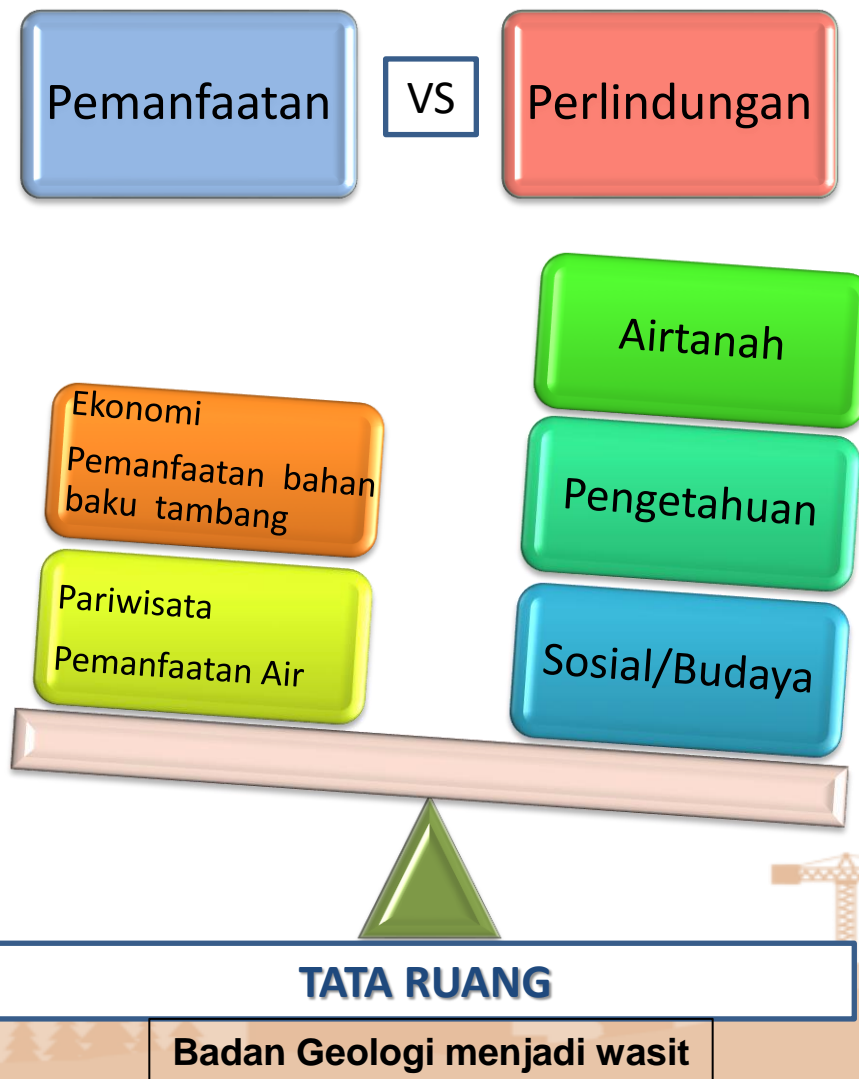 Pemanfaatan
VS
Perlindungan
Ekonomi
Pemanfaatan bahan
baku tambang
Pariwisata
Pemanfaatan Air
Airtanah
Pengetahuan
Sosial/Budaya
TATA RUANG
Badan Geologi menjadi wasit